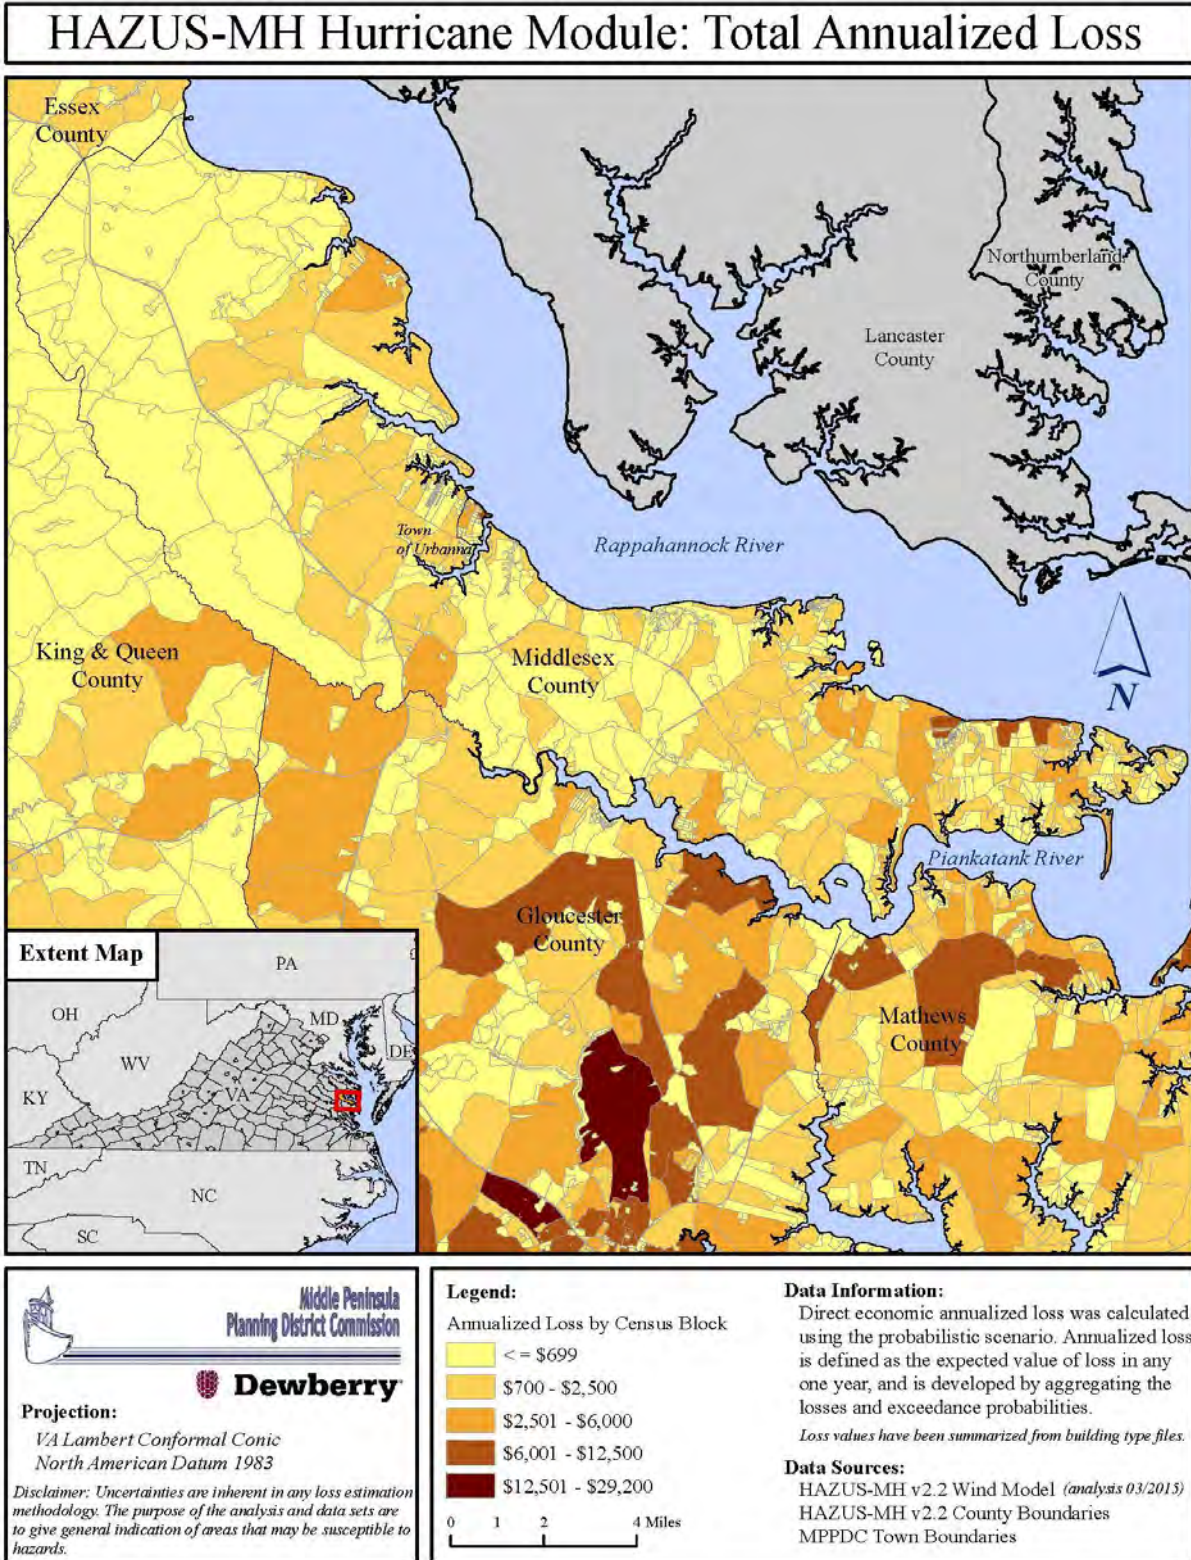 HAZUS-MH Hurricane Module: Total Annualized Loss
Essex
County
Northumberland
County
Lancaster
County
Town
of Urbanna
Rappahannock River
King & Queen
County
Middlesex
County
N
Piankatank River
Gloucester
County
Mathews
County
Extent Map
PA
OH
MD
WV
DE
KY
VA
TN
NC
SC
Middle Peninsula
Planning District Commission
Dewberry
Projection:
VA Lambert Conformal Conic
North American Datum 1983
Disclaimer: Uncertainties are inherent in any loss estimation
methodology. The purpose of the analysis and data sets are
to give general indication of areas that may be susceptible to
hazards.
Legend:
Annualized Loss by Census Block
< = $699
$700 - $2,500
$2,501 - $6,000
$6,001 - $12,500
$12,501 - $29,200
0 1 2 4 Miles
Data Information:
Direct economic annualized loss was calculated
using the probabilistic scenario. Annualized loss
is defined as the expected value of loss in any
one year, and is developed by aggregating the
losses and exceedance probabilities.
Loss values have been summarized from building type files.
Data Sources:
HAZUS-MH v2.2 Wind Model (analysis 03/2015)
HAZUS-MH v2.2 County Boundaries
MPPDC Town Boundaries